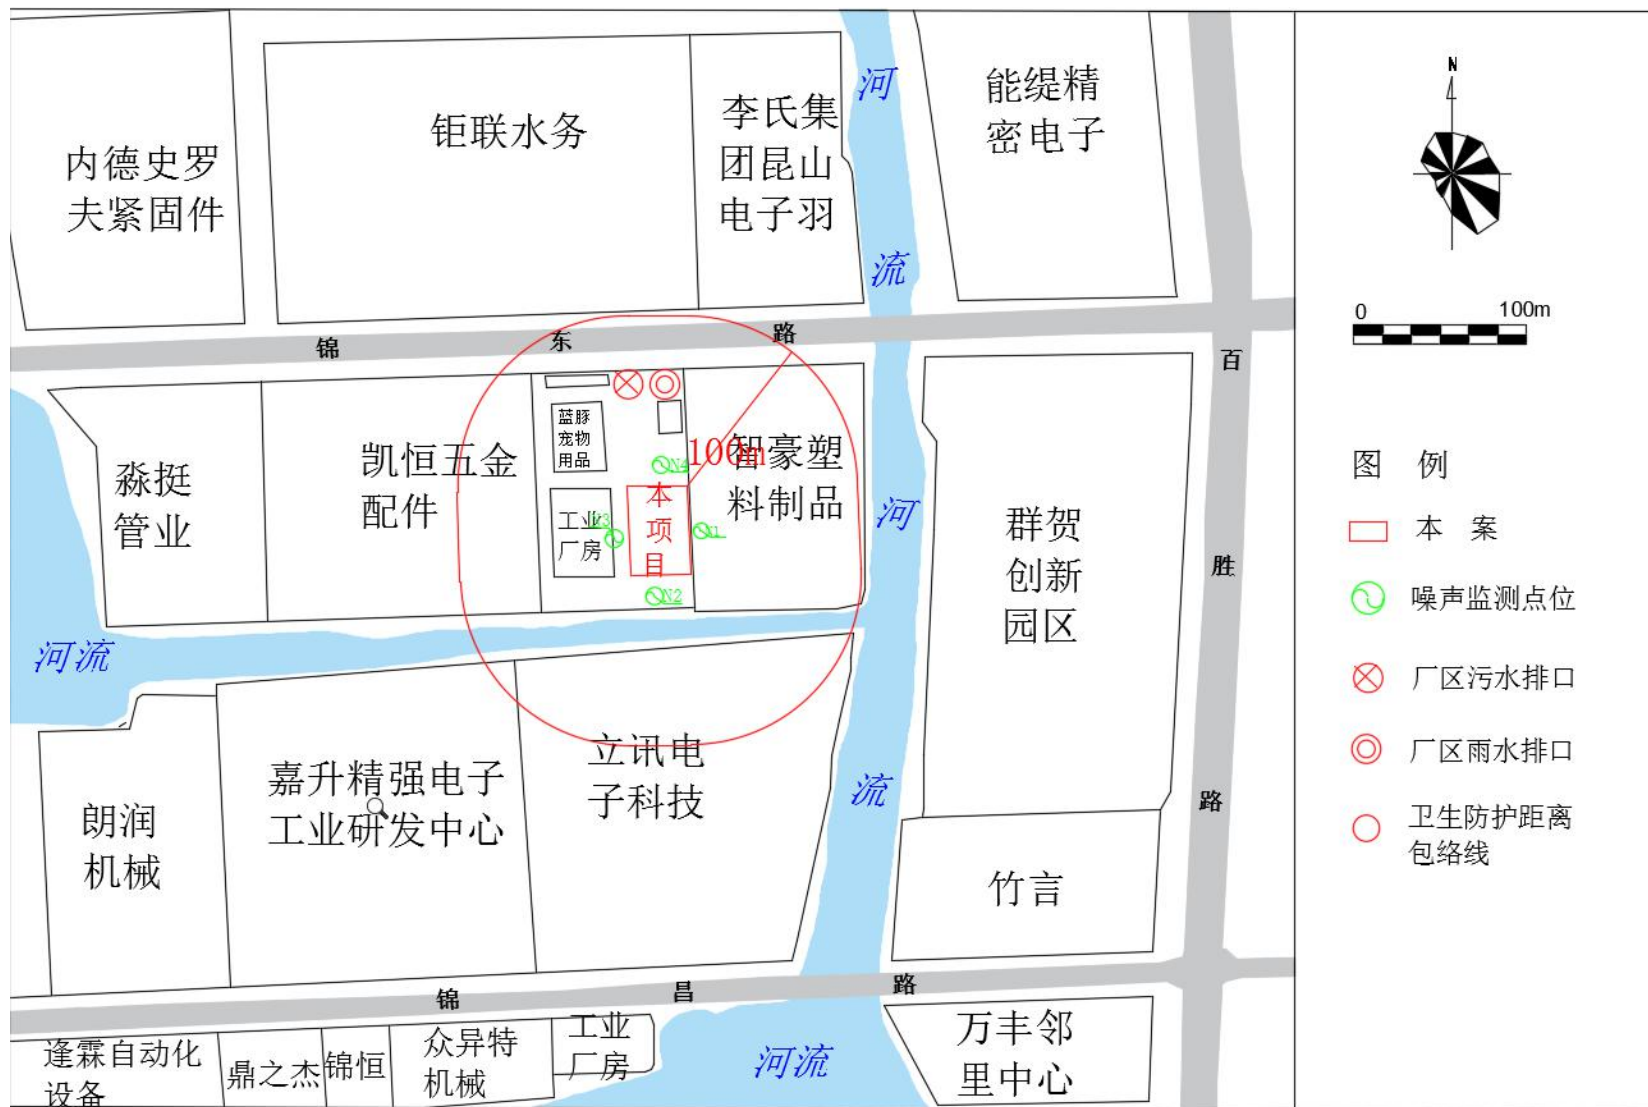 内德史罗
夫紧固件
钜联水务
李氏集
团昆山
电子羽
河
流
能缇精
密电子
N
0
100m
锦
东
路
百
胜
路
淼挺
管业
凯恒五金
配件
蓝豚
宠物
用品
工业
厂房
本
项
目
N4
N3
N1
N2
100m
智豪塑
料制品
河
流
群贺
创新
园区
河流
朗润
机械
嘉升精强电子
工业研发中心
立讯电
子科技
竹言
锦
昌
路
逢霖自动化
设备
鼎之杰
锦恒
众异特
机械
工业
厂房
河流
万丰邻
里中心
图 例
本 案
噪声监测点位
厂区污水排口
厂区雨水排口
卫生防护距离
包络线